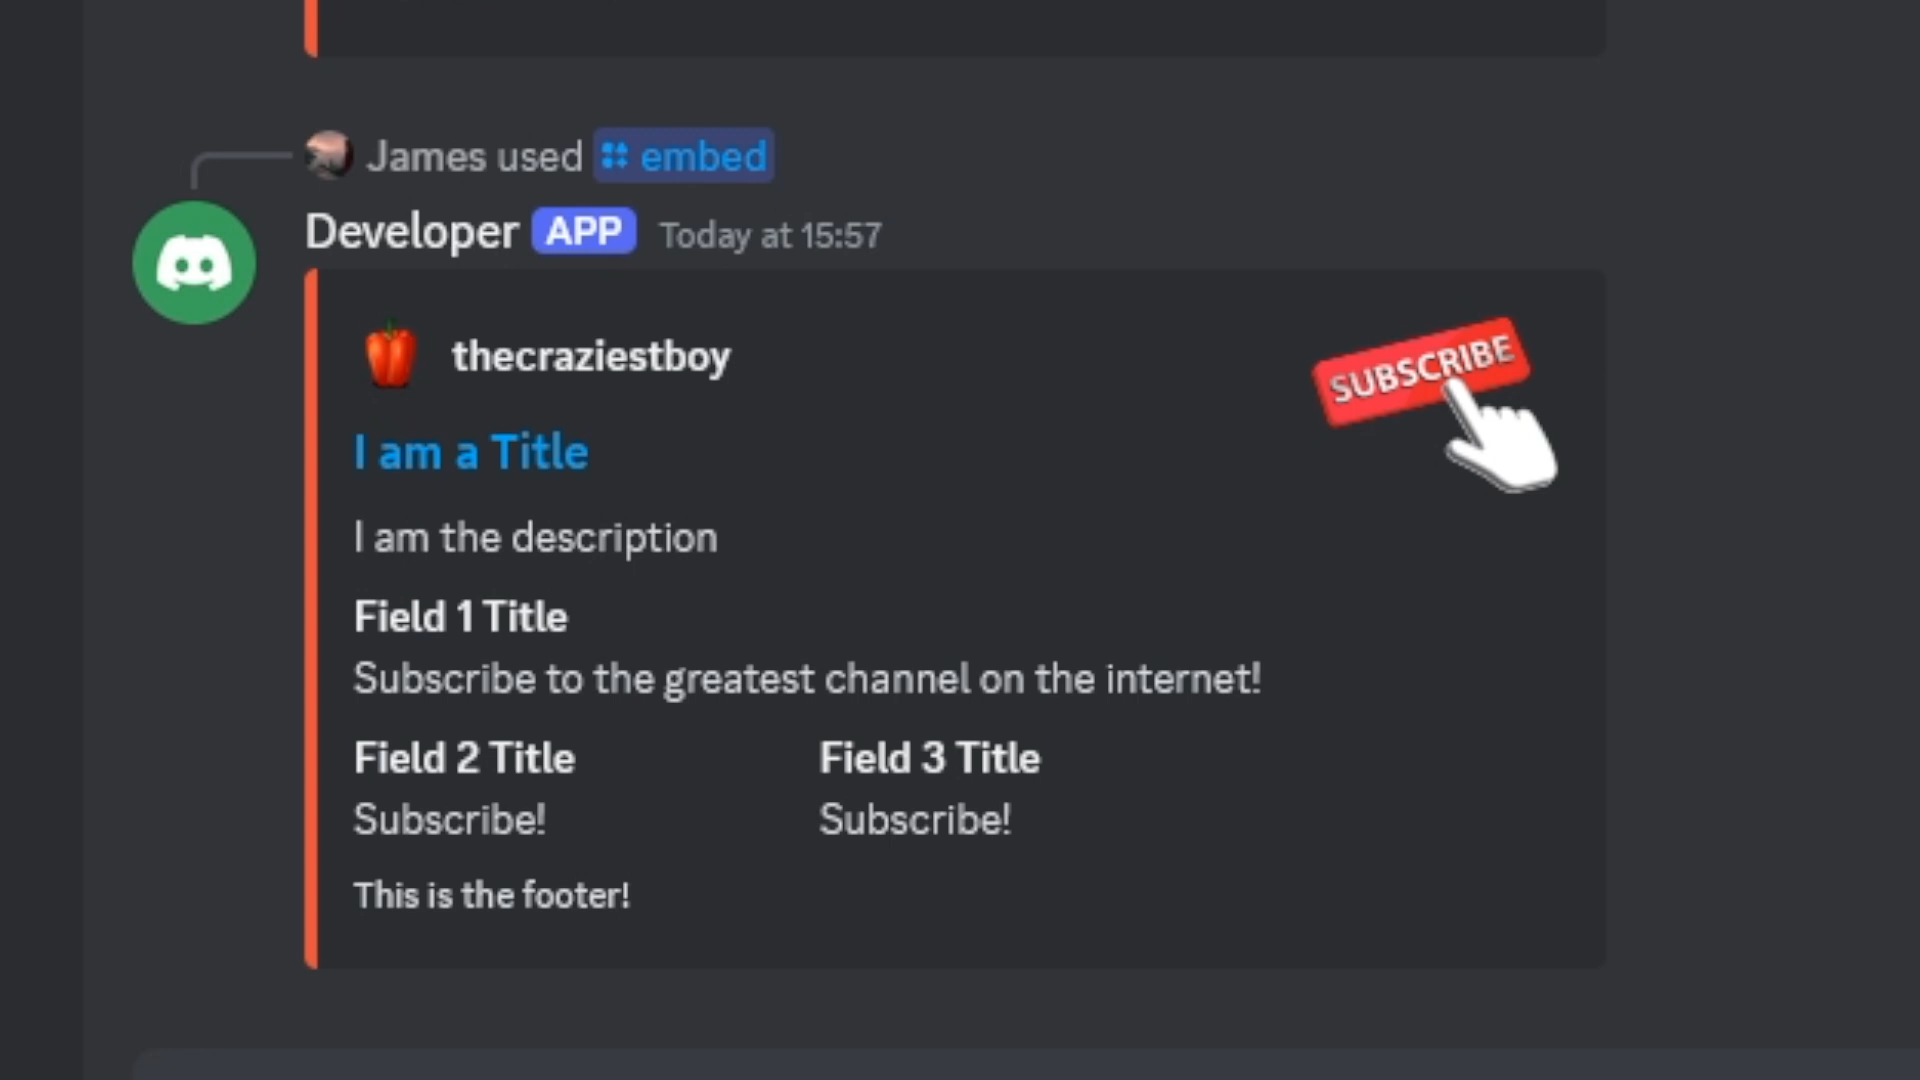 James used embed
Developer APP Today at 15:57
thecraziestboy
SUBSCRIBE
I am a Title
I am the description
Field 1 Title
Subscribe to the greatest channel on the internet!
Field 2 Title Field 3 Title
Subscribe! Subscribe!
This is the footer!